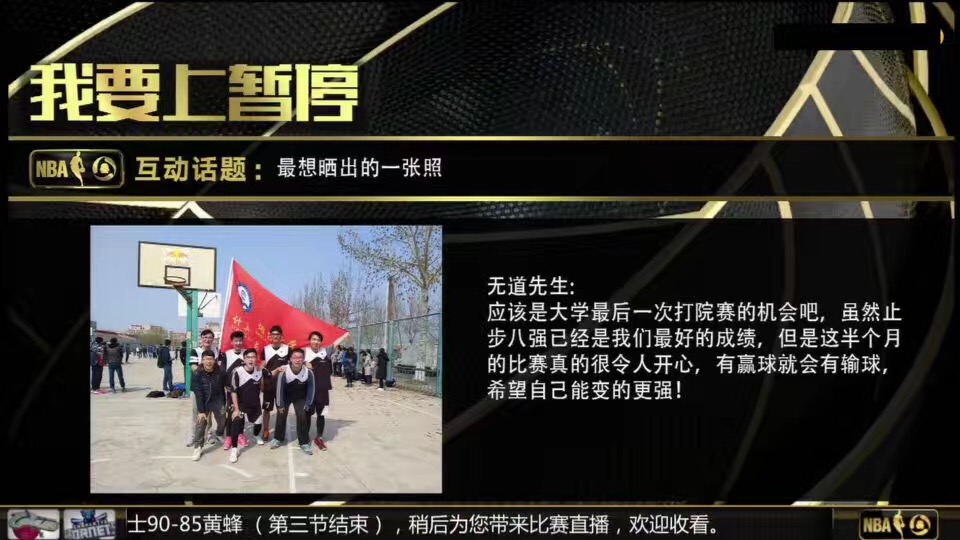 我要上暂停
NBA
互动话题：最想晒出的一张照
无道先生:
应该是大学最后一次打院赛的机会吧，虽然止
步八强已经是我们最好的成绩，但是这半个月
的比赛真的很令人开心，有赢球就会有输球，
希望自己能变的更强！
士90-85黄蜂（第三节结束），稍后为您带来比赛直播，欢迎收看。
NBA